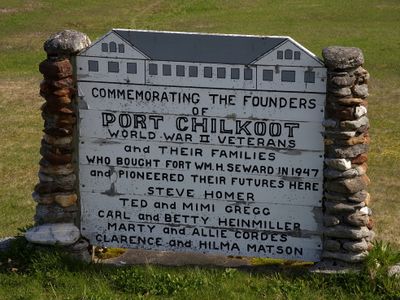 COMMEMORATING THE FOUNDERS
OF
PORT CHILKOOT
WORLD WAR II VETERANS
and THEIR FAMILIES
WHO BOUGHT FORT WM. H. SEWARD IN 1947
and PIONEERED THEIR FUTURES HERE
STEVE HOMER
TED and MIMI GREGG
CARL and BETTY HEINMILLER
MARTY and ALLIE CORDES
CLARENCE and HILMA MATSON